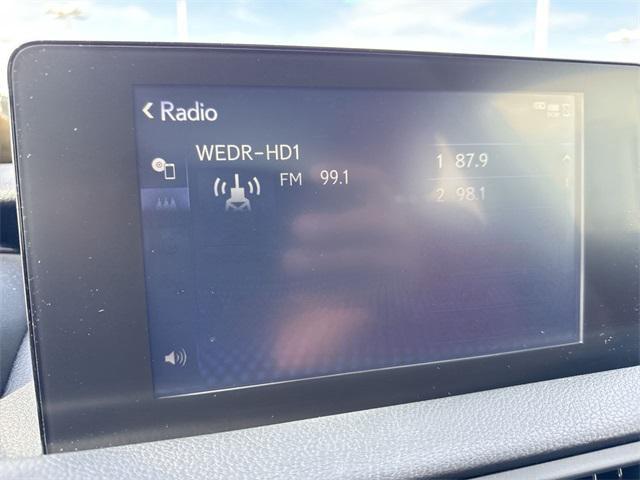 < Radio
WEDR-HD1
FM 99.1
1 87.9
2 98.1